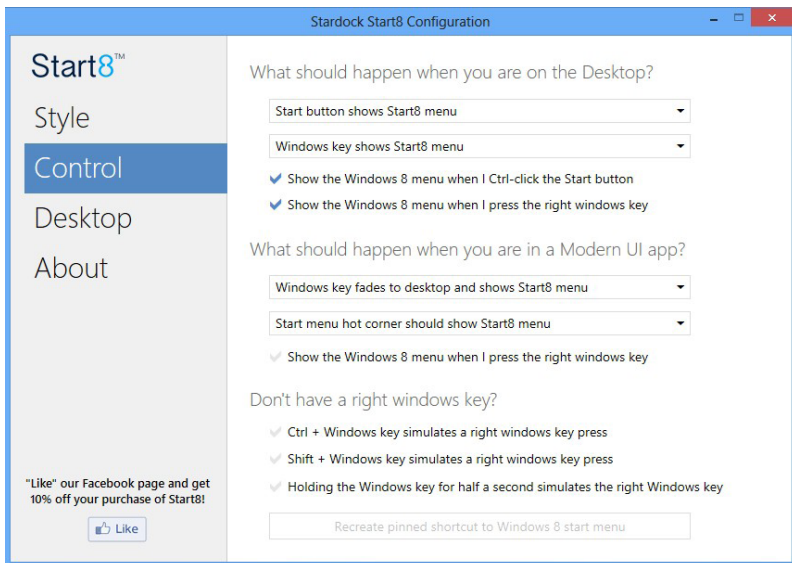 Stardock Start8 Configuration
Start8™
Style
Control
Desktop
About
"Like" our Facebook page and get
10% off your purchase of Start8!
Like
What should happen when you are on the Desktop?
Start button shows Start8 menu
Windows key shows Start8 menu
Show the Windows 8 menu when I Ctrl-click the Start button
Show the Windows 8 menu when I press the right windows key
What should happen when you are in a Modern UI app?
Windows key fades to desktop and shows Start8 menu
Start menu hot corner should show Start8 menu
Show the Windows 8 menu when I press the right windows key
Don't have a right windows key?
Ctrl + Windows key simulates a right windows key press
Shift + Windows key simulates a right windows key press
Holding the Windows key for half a second simulates the right Windows key
Recreate pinned shortcut to Windows 8 start menu